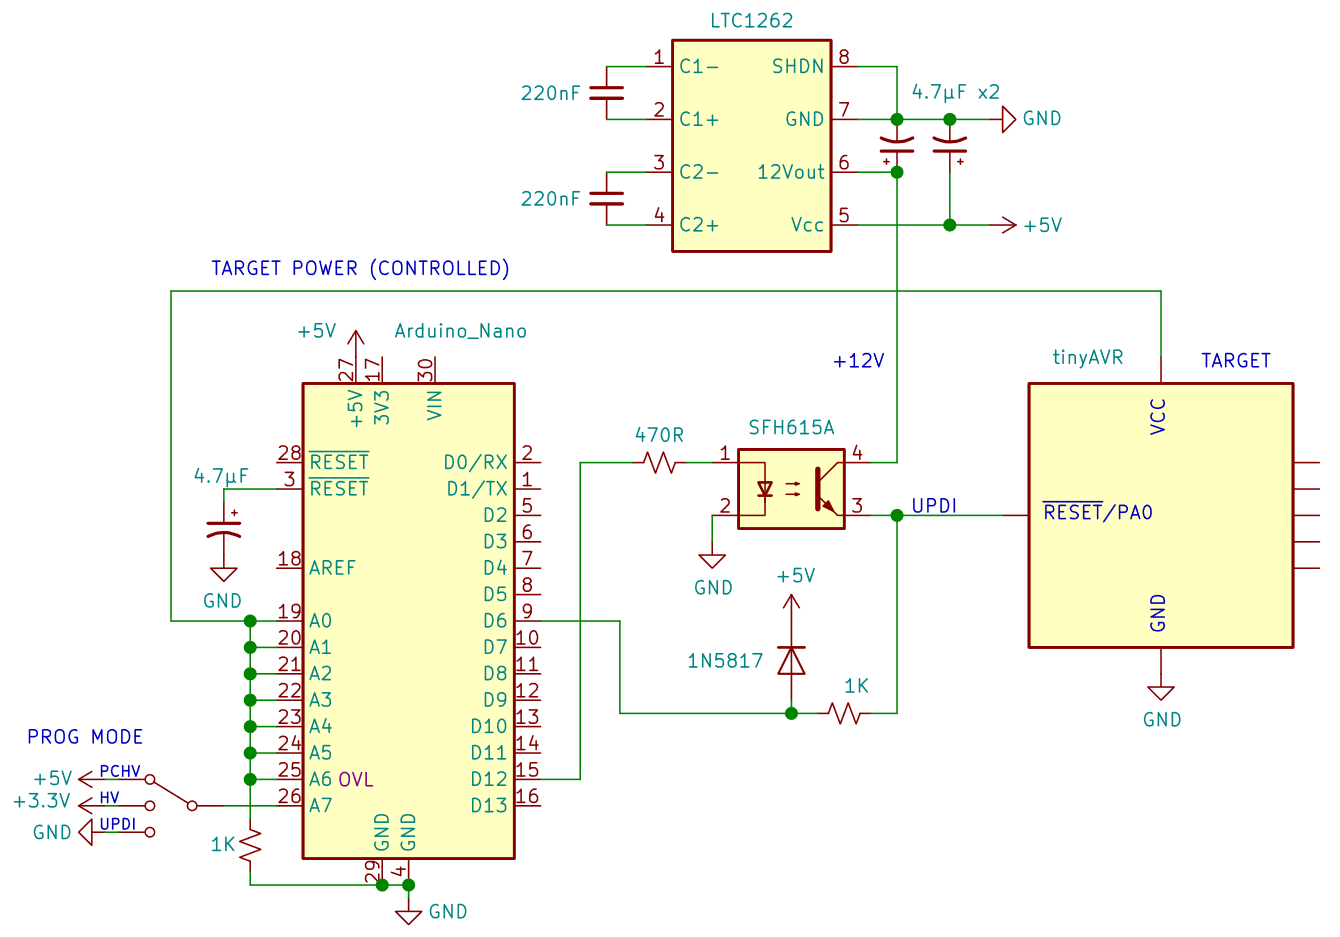 LTC1262
1 C1- SHDN 8
220nF
4.7µF x2
2 C1+ GND 7
GND
3 C2- 12Vout 6
220nF
4 C2+ Vcc 5
+5V
TARGET POWER (CONTROLLED)
+5V
Arduino_Nano
27 17 30
+5V 3V3 VIN
+12V
tinyAVR
TARGET
VCC
470R
SFH615A
28 RESET D0/RX 2
1 4
4.7µF
3 RESET D1/TX 1
D2 5
2 3
UPDI
RESET/PA0
D3 6
18 AREF D4 7
GND
D5 8
GND
+5V
19 A0 D6 9
GND
20 A1 D7 10
21 A2 D8 11
1N5817
22 A3 D9 12
1K
23 A4 D10 13
GND
PROG MODE
24 A5 D11 14
+5V PCHV
25 A6 OVL D12 15
+3.3V HV
26 A7 D13 16
GND UPDI
1K
GND GND
29 4
GND